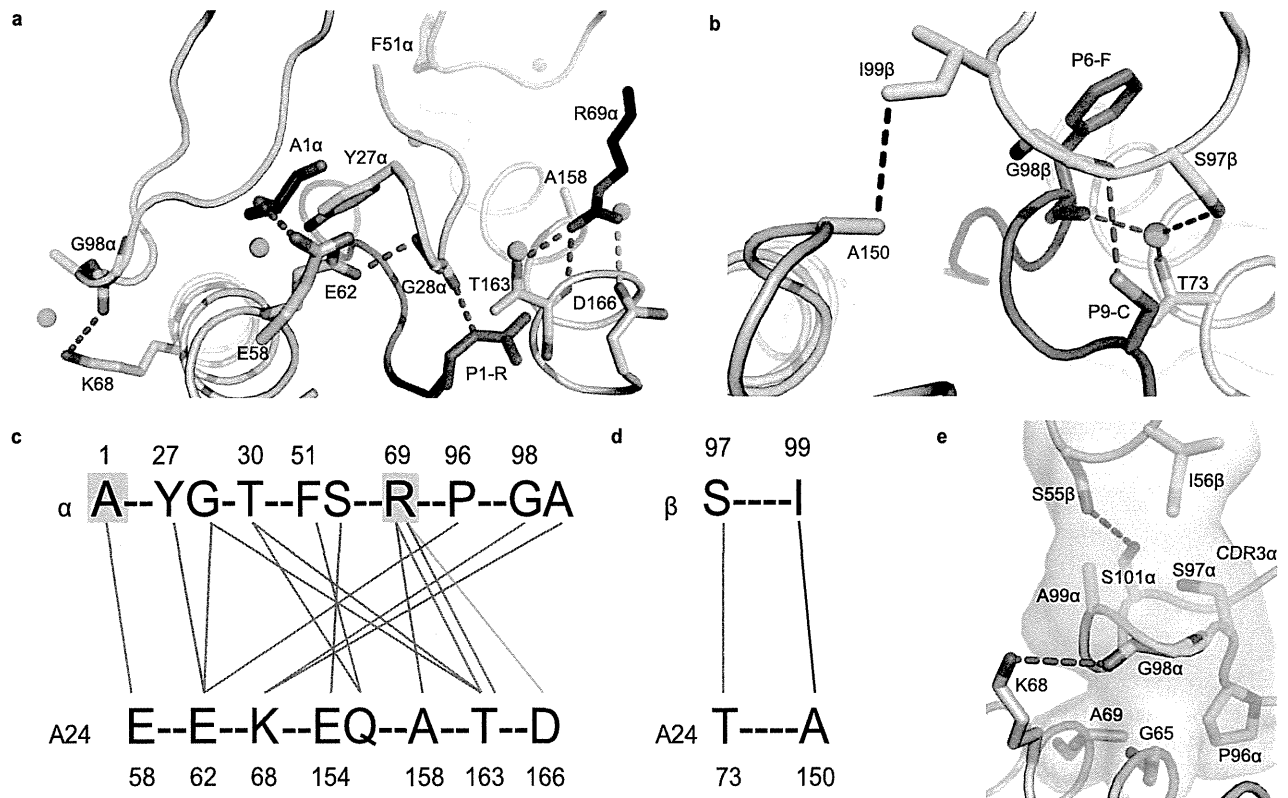 a
F51α
R69α
A1α
Y27α
A158
G98α
E62
G28α
T163
D166
E58
K68
P1-R
b
I99β
P6-F
G98β
S97β
A150
T73
P9-C
c
1 27 30 51 69 96 98
α A--YG-T--FS--R--P--GA
A24 E--E--K--EQ--A--T--D
58 62 68 154 158 163 166
d
97 99
β S----I
A24 T----A
73 150
e
S55β
I56β
CDR3α
S101α
S97α
A99α
G98α
K68
A69
G65
P96α